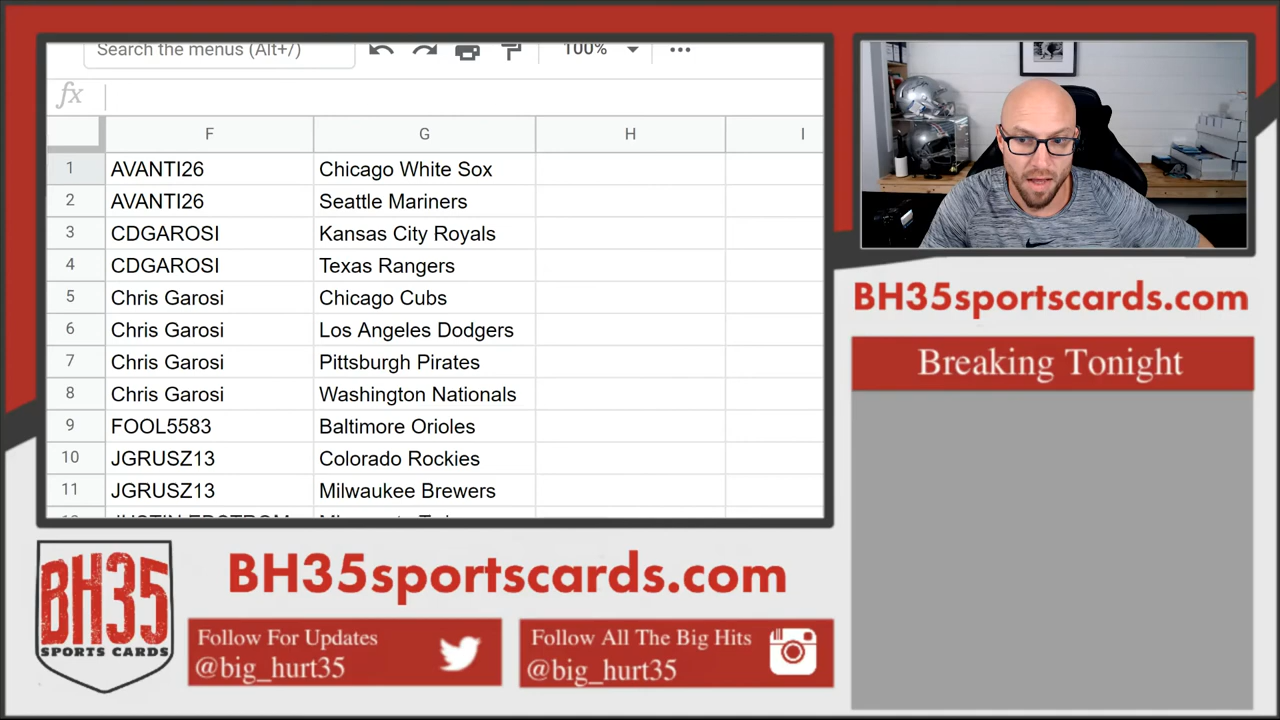 Search the menus (Alt+/)
100%
fx
F G H I
1 AVANTI26 Chicago White Sox
2 AVANTI26 Seattle Mariners
3 CDGAROSI Kansas City Royals
4 CDGAROSI Texas Rangers
5 Chris Garosi Chicago Cubs
6 Chris Garosi Los Angeles Dodgers
7 Chris Garosi Pittsburgh Pirates
8 Chris Garosi Washington Nationals
9 FOOL5583 Baltimore Orioles
10 JGRUSZ13 Colorado Rockies
11 JGRUSZ13 Milwaukee Brewers
BH35sportscards.com
Breaking Tonight
BH35
SPORTS CARDS
BH35sportscards.com
Follow For Updates
@big_hurt35
Follow All The Big Hits
@big_hurt35